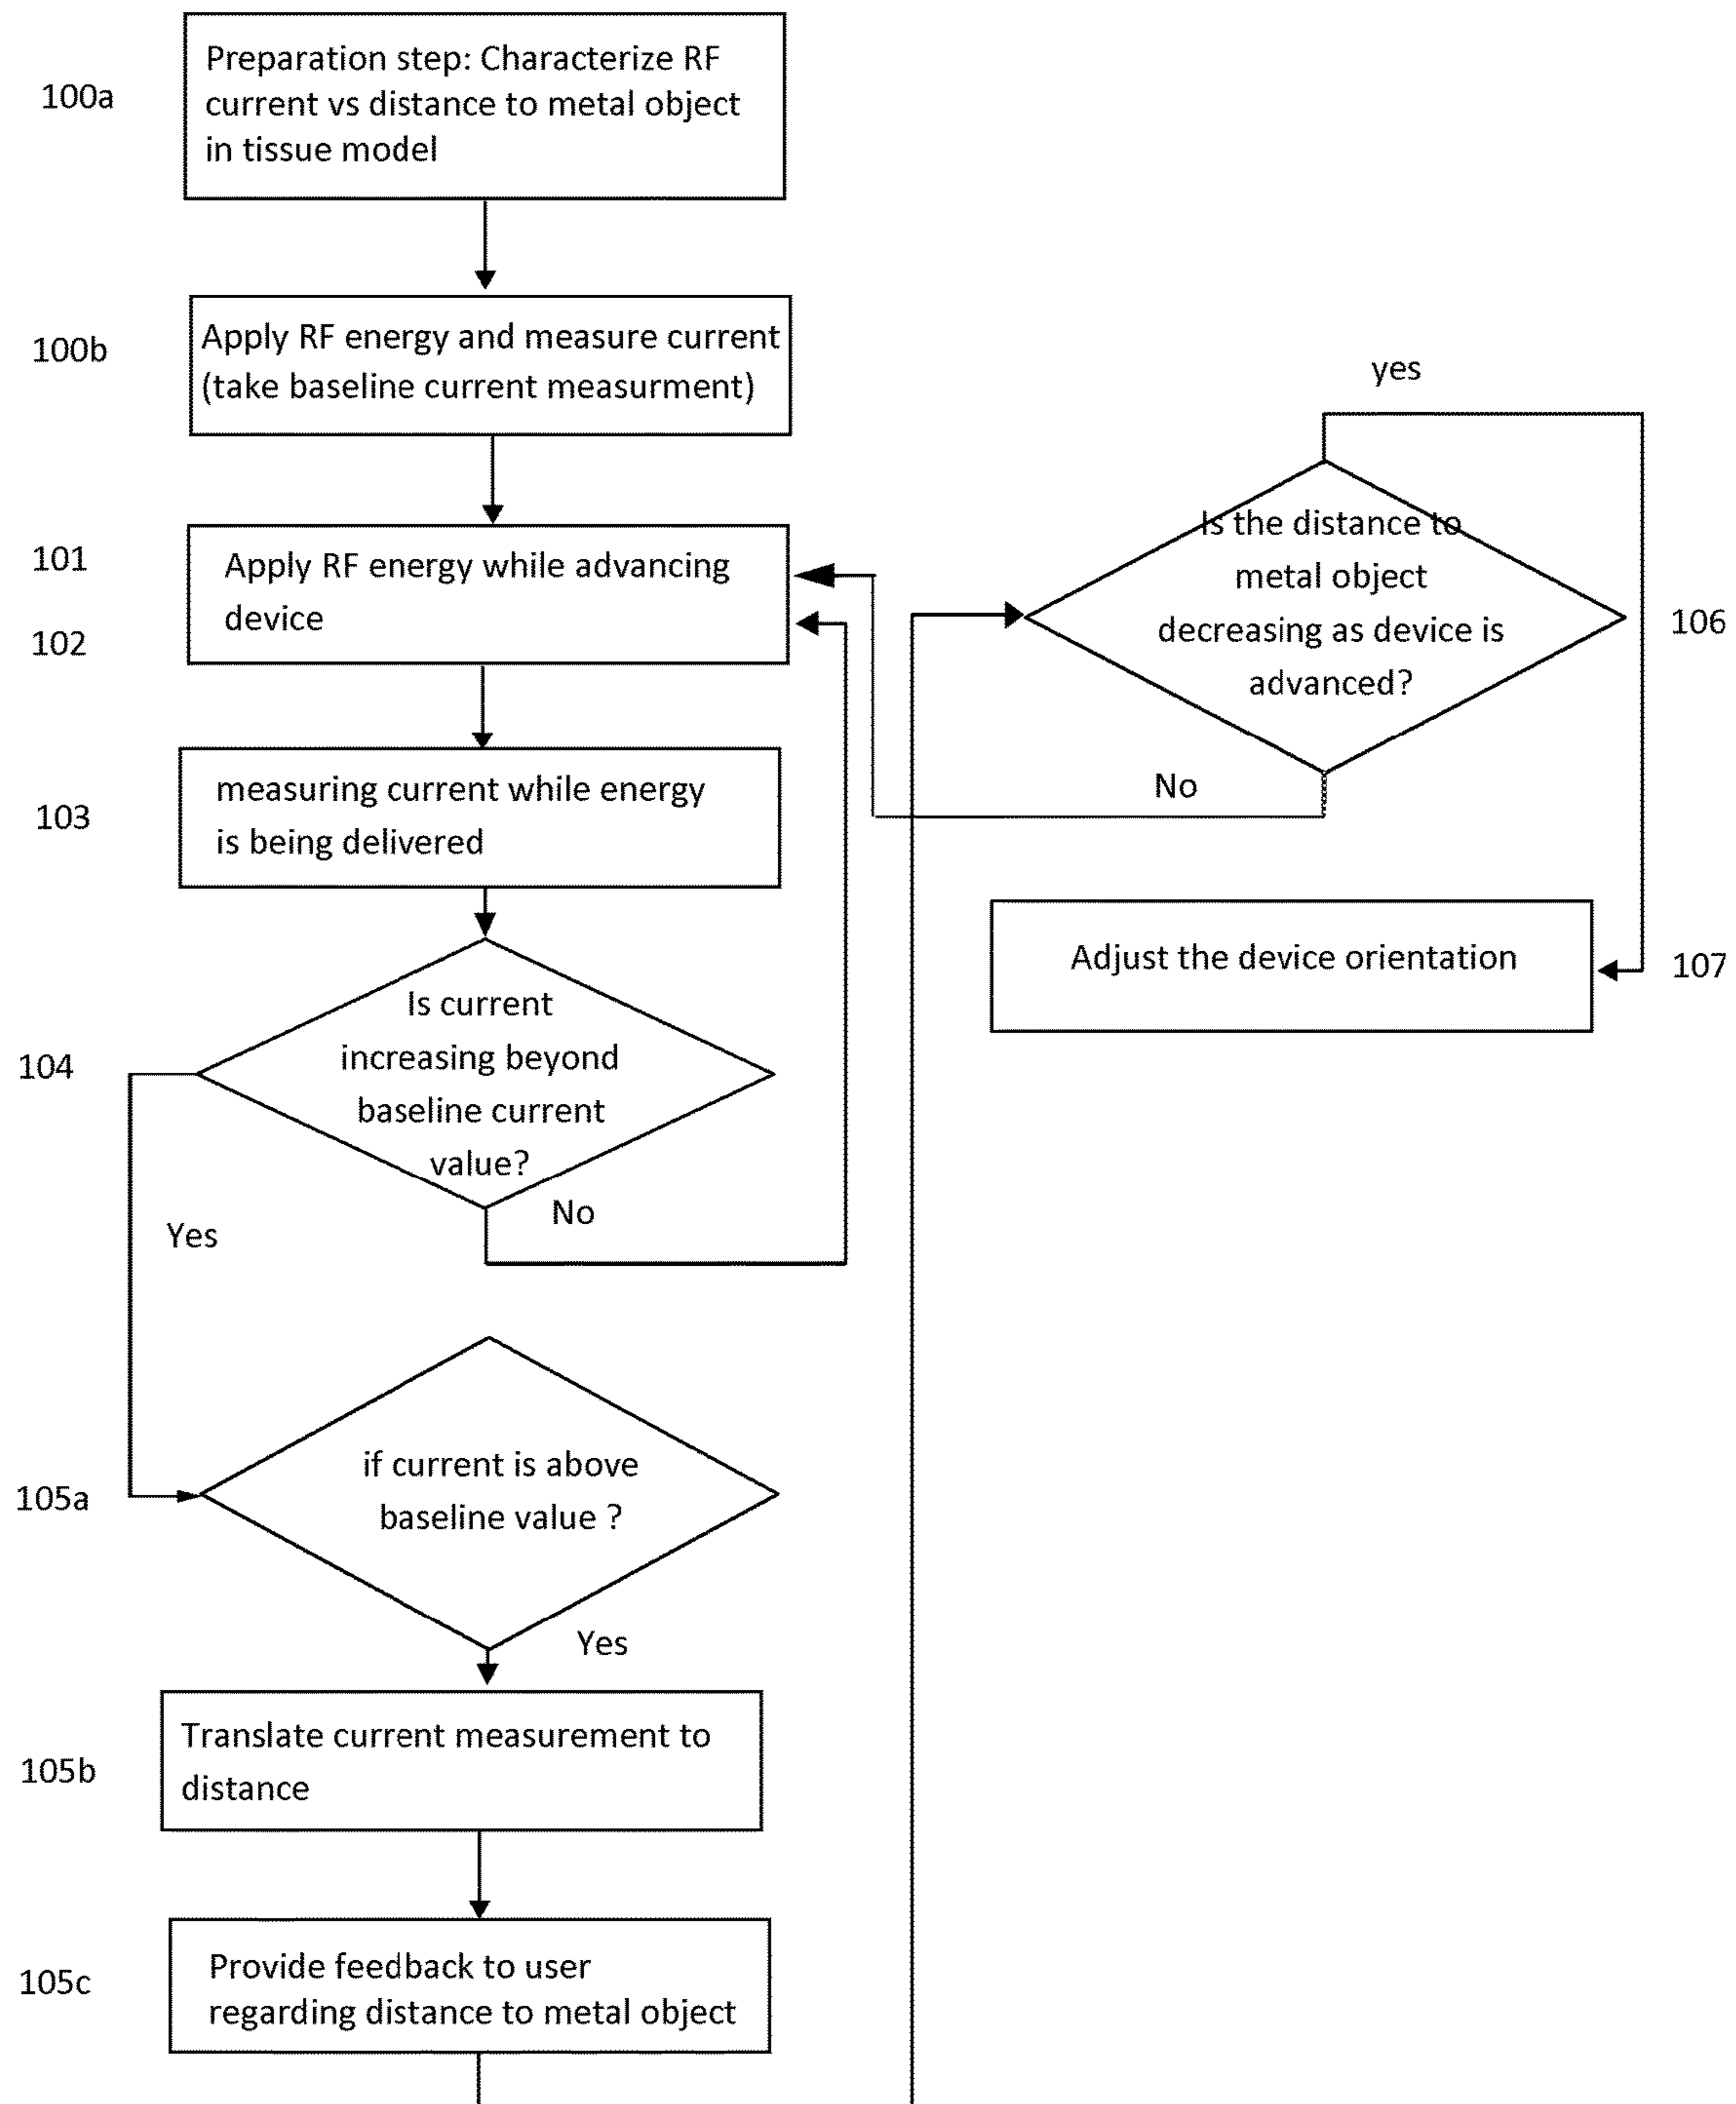 100a
Preparation step: Characterize RF
current vs distance to metal object
in tissue model
100b
Apply RF energy and measure current
(take baseline current measurment)
101
102
Apply RF energy while advancing
device
103
measuring current while energy
is being delivered
104
Is current
increasing beyond
baseline current
value?
No
Yes
105a
if current is above
baseline value ?
Yes
105b
Translate current measurement to
distance
105c
Provide feedback to user
regarding distance to metal object
yes
Is the distance to
metal object
decreasing as device is
advanced?
106
No
Adjust the device orientation
107